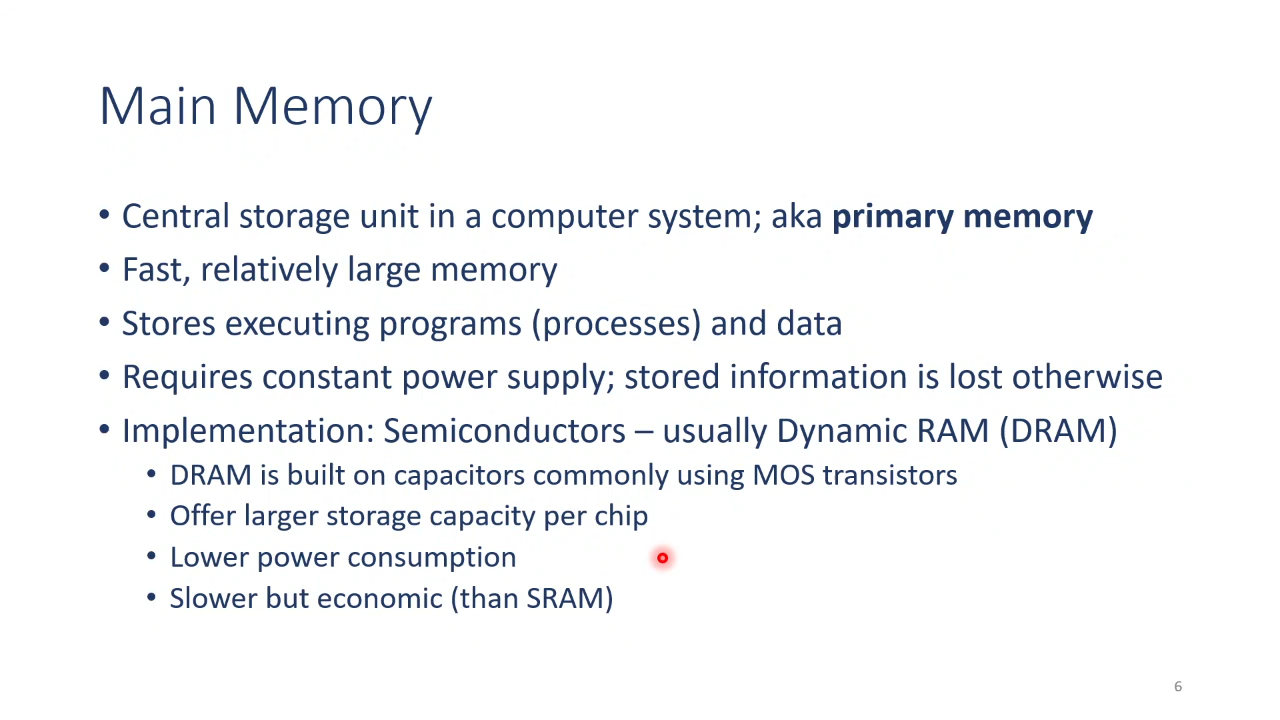 Main Memory
• Central storage unit in a computer system; aka primary memory
• Fast, relatively large memory
• Stores executing programs (processes) and data
• Requires constant power supply; stored information is lost otherwise
• Implementation: Semiconductors – usually Dynamic RAM (DRAM)
• DRAM is built on capacitors commonly using MOS transistors
• Offer larger storage capacity per chip
• Lower power consumption
• Slower but economic (than SRAM)
6